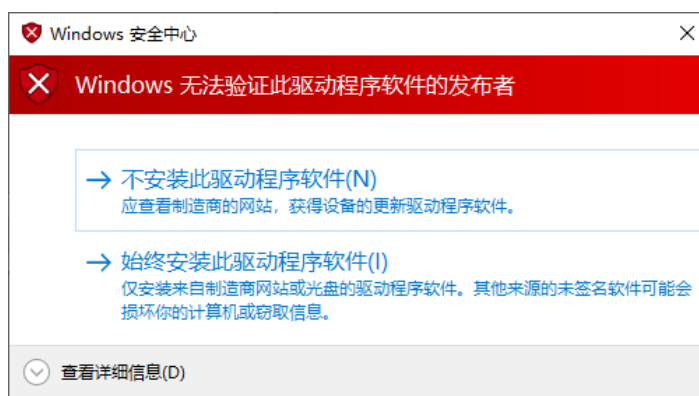 Windows 安全中心
Windows 无法验证此驱动程序软件的发布者
不安装此驱动程序软件(N)
应查看制造商的网站，获得设备的更新驱动程序软件。
始终安装此驱动程序软件(I)
仅安装来自制造商网站或光盘的驱动程序软件。其他来源的未签名软件可能会
损坏你的计算机或窃取信息。
查看详细信息(D)